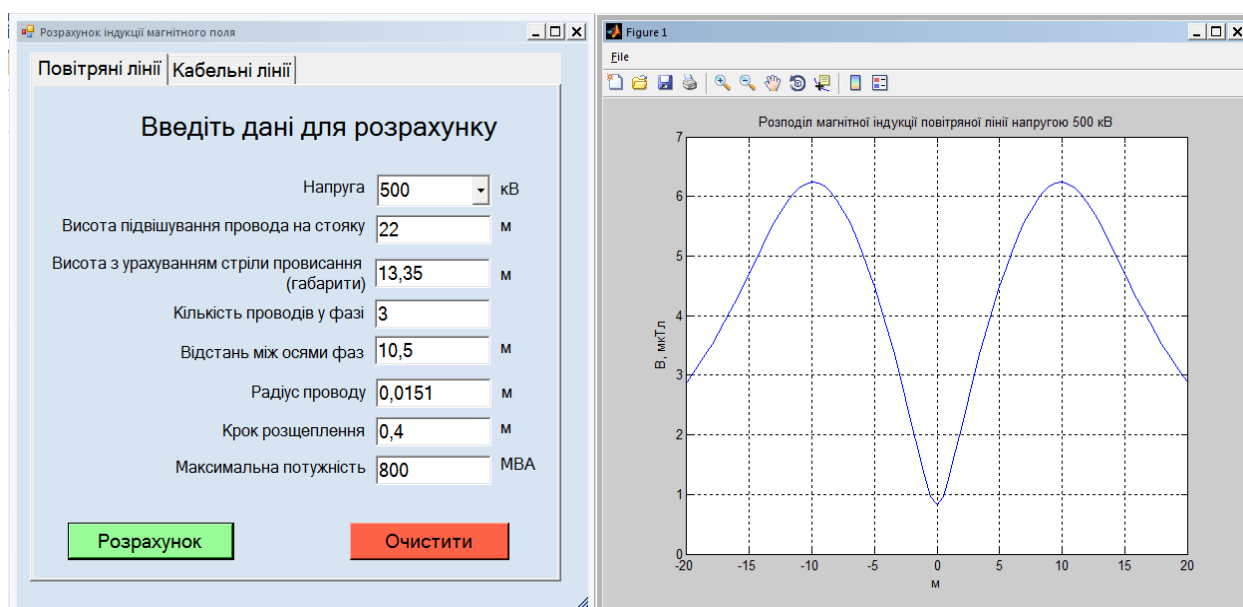 Розрахунок індукції магнітного поля
Повітряні лінії Кабельні лінії
Введіть дані для розрахунку
Напруга 500 кВ
Висота підвішування провода на стояку 22 м
Висота з урахуванням стріли провисання
(габарити) 13,35 м
Кількість проводів у фазі 3
Відстань між осями фаз 10,5 м
Радіус проводу 0,0151 м
Крок розщеплення 0,4 м
Максимальна потужність 800 МВА
Розрахунок Очистити
Figure 1
File
Розподіл магнітної індукції повітряної лінії напругою 500 кВ
7
6
5
4
3
2
1
0
В, мкТл
-20 -15 -10 -5 0 5 10 15 20
м